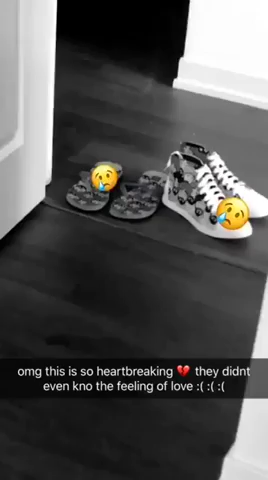 omg this is so heartbreaking 💔 they didnt
even kno the feeling of love :( :( :(